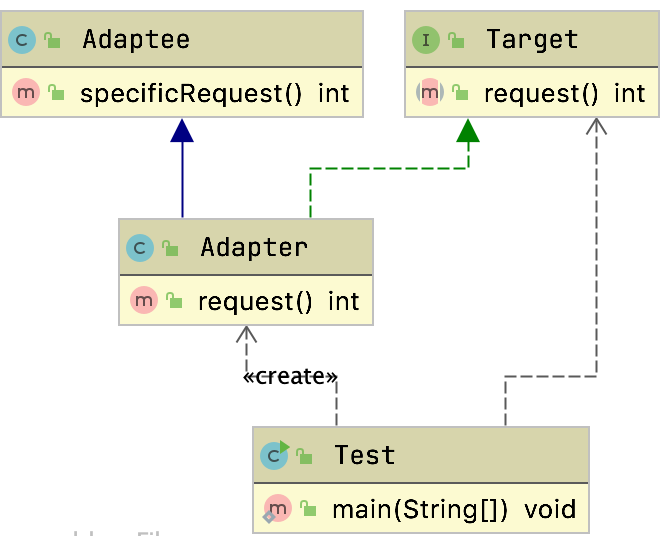 Adaptee
specificRequest() int
Target
request() int
Adapter
request() int
«create»
Test
main(String[]) void